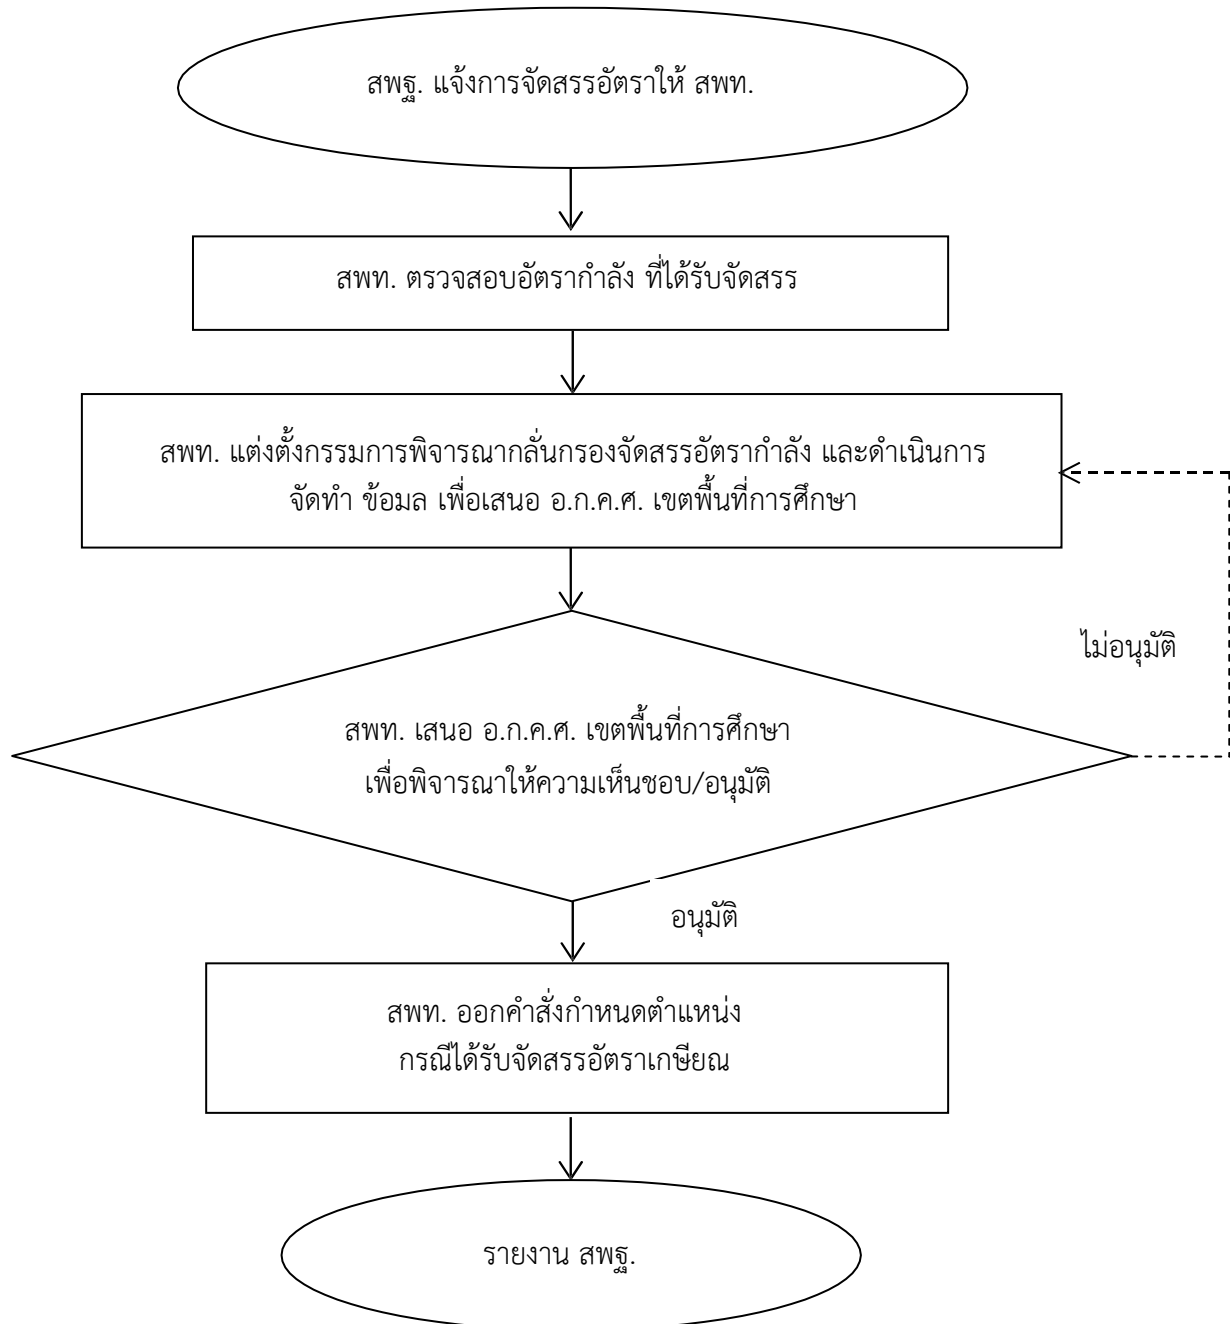 สพฐ. แจ้งการจัดสรรอัตราให้ สพท.
สพท. ตรวจสอบอัตรากำลัง ที่ได้รับจัดสรร
สพท. แต่งตั้งกรรมการพิจารณากลั่นกรองจัดสรรอัตรากำลัง และดำเนินการ
จัดทำ ข้อมล เพื่อเสนอ อ.ก.ค.ศ. เขตพื้นที่การศึกษา
ไม่อนุมัติ
สพท. เสนอ อ.ก.ค.ศ. เขตพื้นที่การศึกษา
เพื่อพิจารณาให้ความเห็นชอบ/อนุมัติ
อนุมัติ
สพท. ออกคำสั่งกำหนดตำแหน่ง
กรณีได้รับจัดสรรอัตราเกษียณ
รายงาน สพฐ.